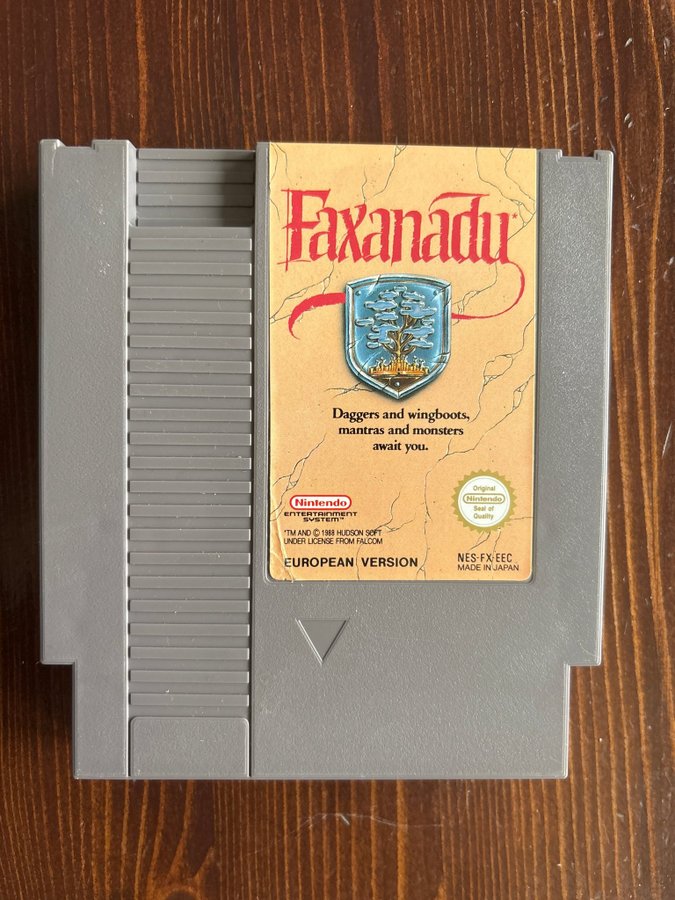 Faxanadu*
Daggers and wingboots,
mantras and monsters
await you.
Nintendo
ENTERTAINMENT
SYSTEM™
*TM AND © 1988 HUDSON SOFT
UNDER LICENSE FROM FALCOM
EUROPEAN VERSION
Original
Nintendo
Seal of
Quality
NES-FX-EEC
MADE IN JAPAN